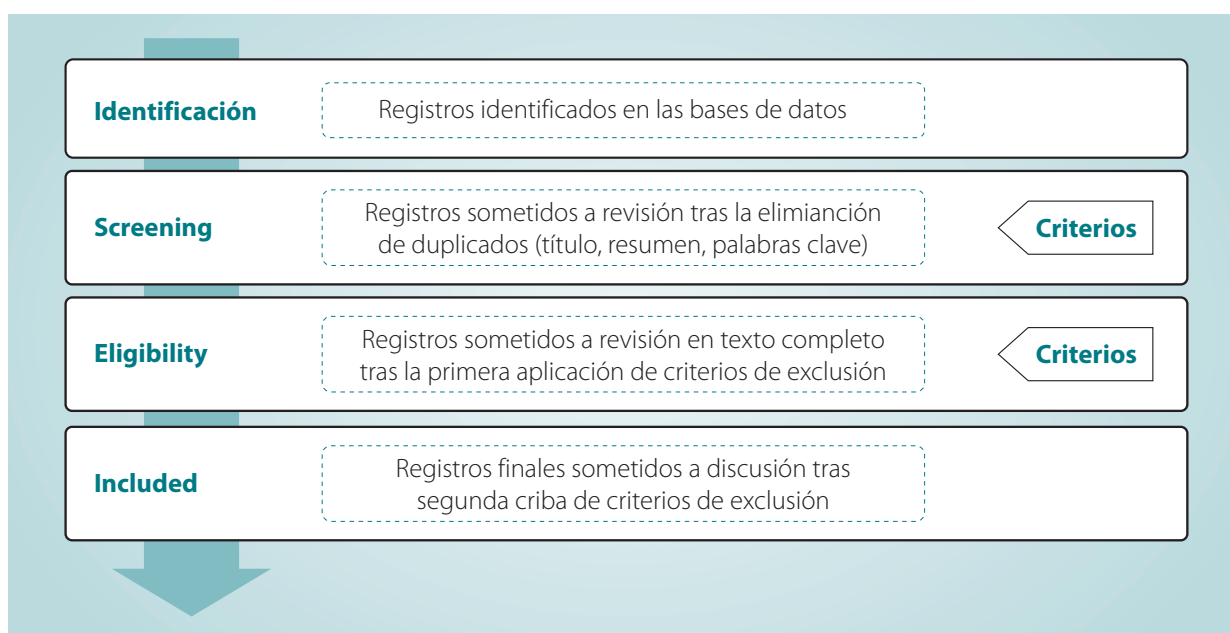 Identificación
Registros identificados en las bases de datos
Screening
Registros sometidos a revisión tras la elimianción
de duplicados (título, resumen, palabras clave)
Criterios
Eligibility
Registros sometidos a revisión en texto completo
tras la primera aplicación de criterios de exclusión
Criterios
Included
Registros finales sometidos a discusión tras
segunda criba de criterios de exclusión